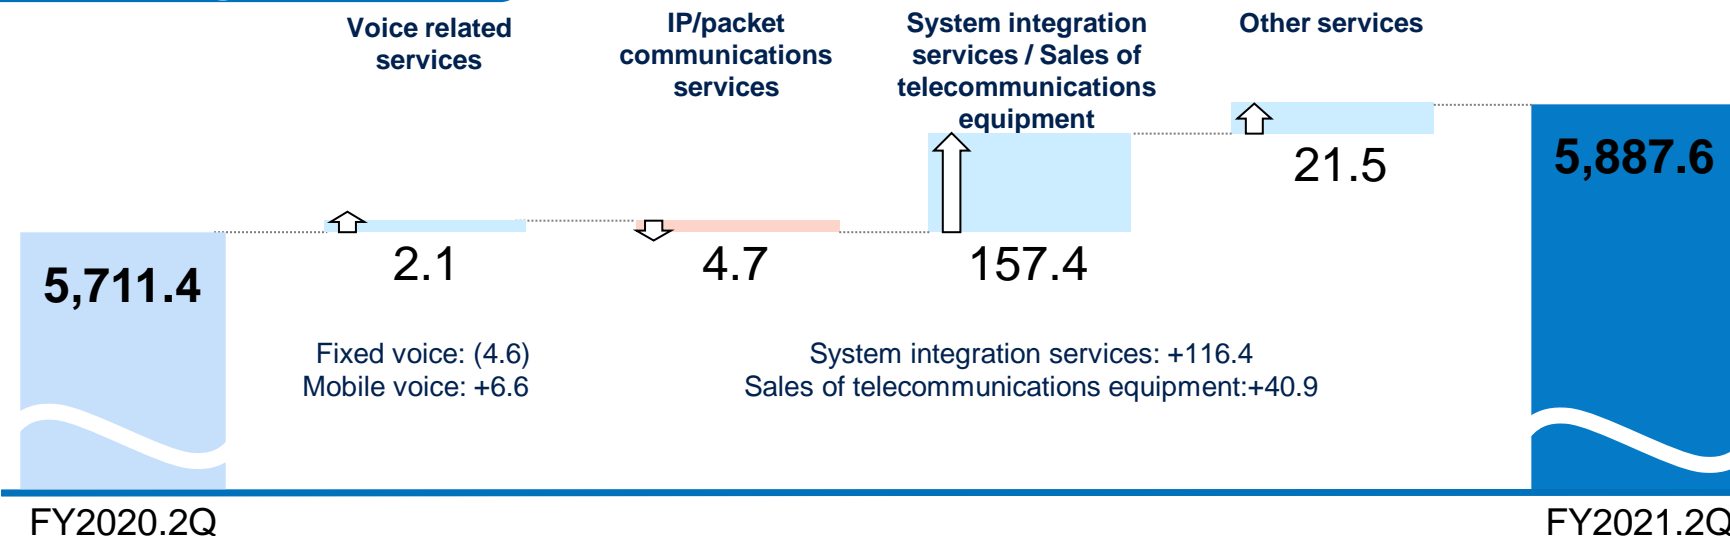 Voice related
services
IP/packet
communications
services
System integration
services / Sales of
telecommunications
equipment
Other services
5,711.4
2.1
4.7
157.4
21.5
5,887.6
Fixed voice: (4.6)
Mobile voice: +6.6
System integration services: +116.4
Sales of telecommunications equipment:+40.9
FY2020.2Q
FY2021.2Q